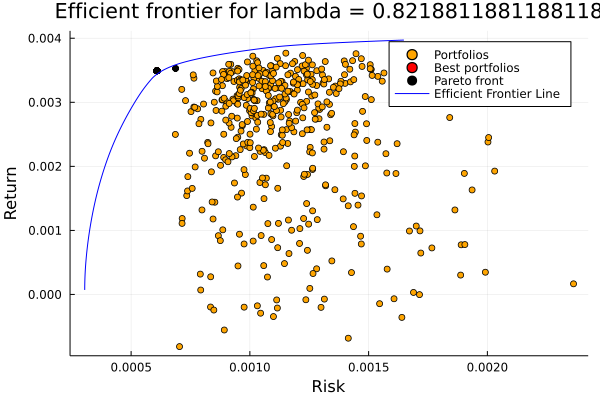 Efficient frontier for lambda = 0.8218811881188118
0.004
Portfolios
Best portfolios
Pareto front
Efficient Frontier Line
0.003
0.002
0.001
0.000
Return
0.0005
0.0010
0.0015
0.0020
Risk